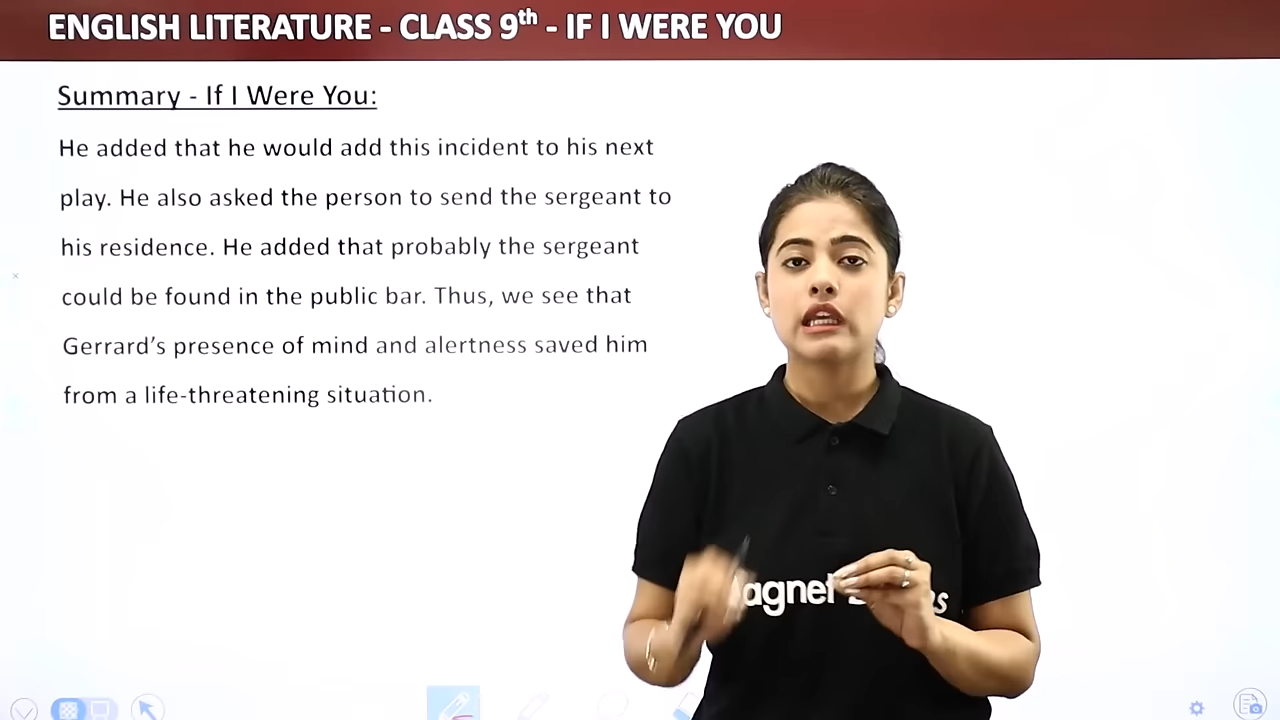 ENGLISH LITERATURE - CLASS 9th - IF I WERE YOU
Summary - If I Were You:
He added that he would add this incident to his next
play. He also asked the person to send the sergeant to
his residence. He added that probably the sergeant
could be found in the public bar. Thus, we see that
Gerrard's presence of mind and alertness saved him
from a life-threatening situation.